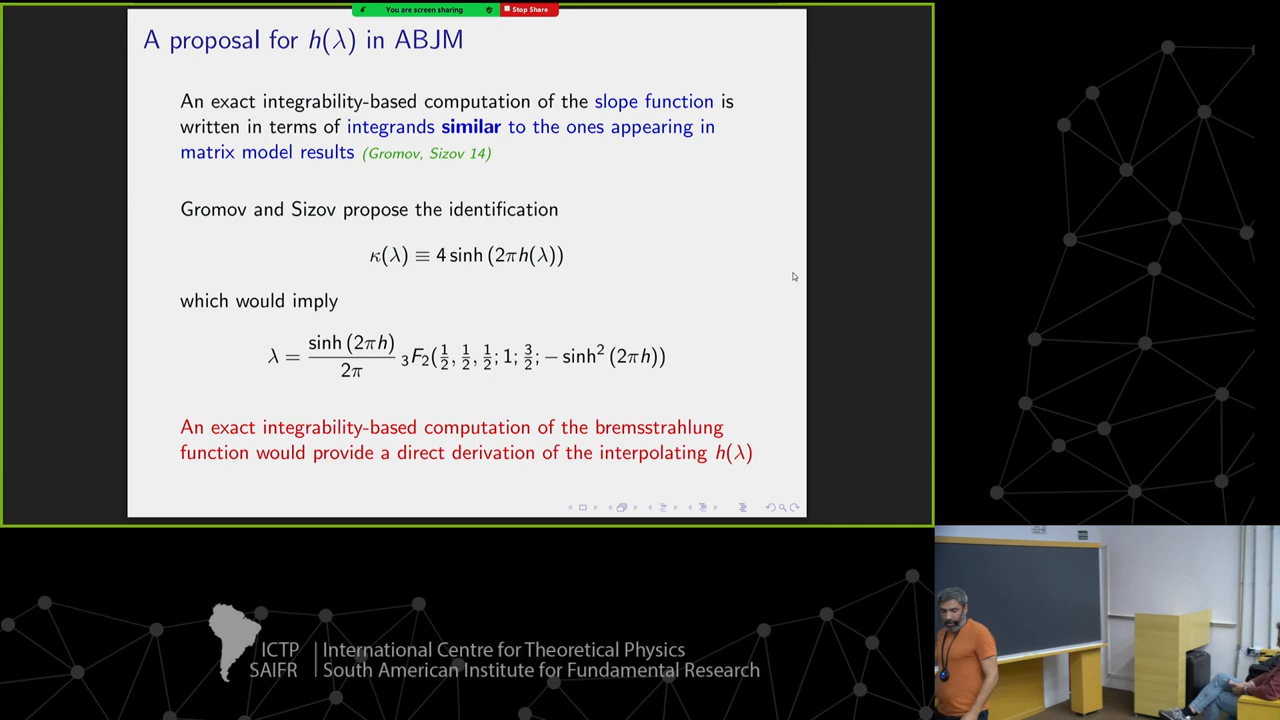 You are screen sharing
Stop Share
A proposal for h(λ) in ABJM
An exact integrability-based computation of the slope function is
written in terms of integrands similar to the ones appearing in
matrix model results (Gromov, Sizov 14)
Gromov and Sizov propose the identification
κ(λ) ≡ 4 sinh (2πh(λ))
which would imply
λ = sinh (2πh) / 2π ₃F₂(½, ½, ½; 1; 3/2; − sinh² (2πh))
An exact integrability-based computation of the bremsstrahlung
function would provide a direct derivation of the interpolating h(λ)
ICTP | International Centre for Theoretical Physics
SAIFR | South American Institute for Fundamental Research